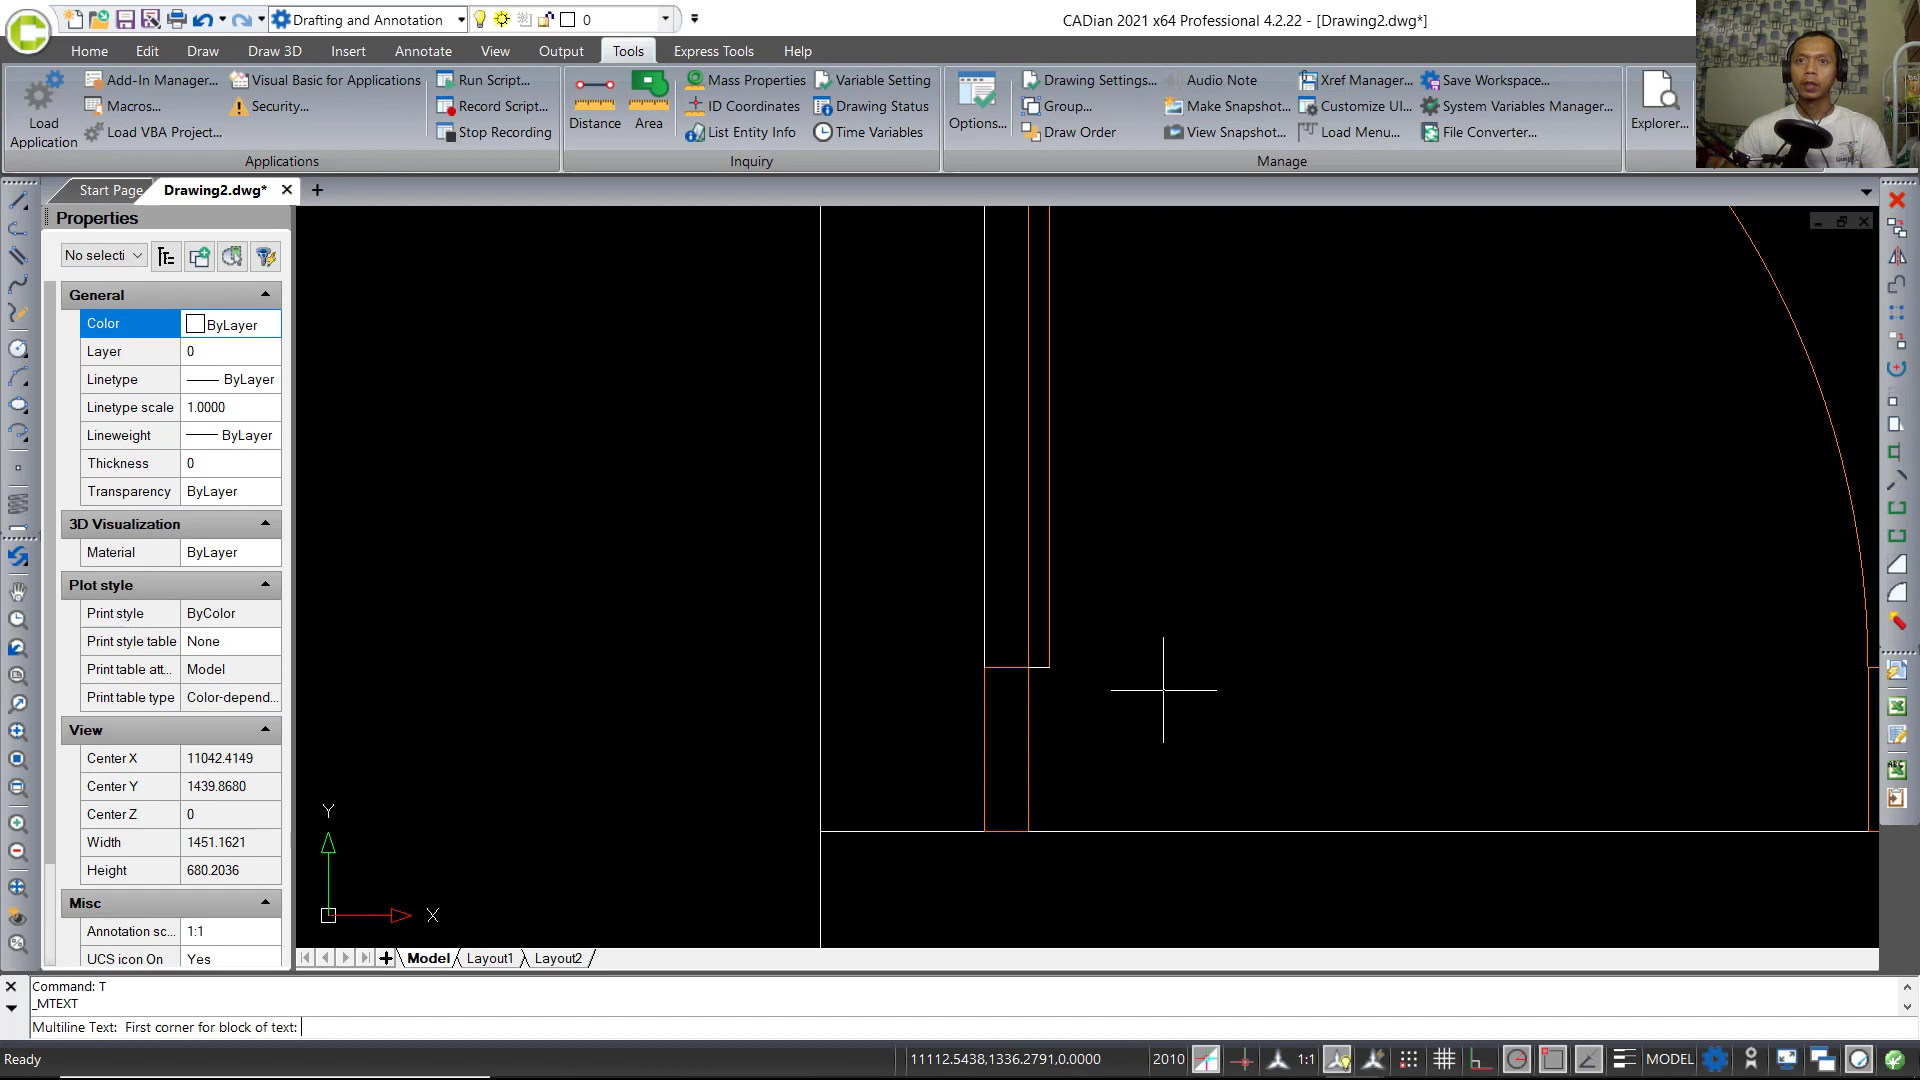 Drafting and Annotation
0
CADian 2021 x64 Professional 4.2.22 - [Drawing2.dwg*]
Home
Edit
Draw
Draw 3D
Insert
Annotate
View
Output
Tools
Express Tools
Help
Load
Application
Add-In Manager...
Macros...
Load VBA Project...
Visual Basic for Applications
Security...
Run Script...
Record Script...
Stop Recording
Applications
Distance
Area
Mass Properties
ID Coordinates
List Entity Info
Variable Setting
Drawing Status
Time Variables
Inquiry
Options...
Drawing Settings...
Group...
Draw Order
Audio Note
Make Snapshot...
View Snapshot...
Xref Manager...
Customize UI...
Load Menu...
Save Workspace...
System Variables Manager...
File Converter...
Manage
Explorer...
Start Page
Drawing2.dwg*
Properties
No selecti
General
Color ByLayer
Layer 0
Linetype ByLayer
Linetype scale 1.0000
Lineweight ByLayer
Thickness 0
Transparency ByLayer
3D Visualization
Material ByLayer
Plot style
Print style ByColor
Print style table None
Print table att... Model
Print table type Color-depend...
View
Center X 11042.4149
Center Y 1439.8680
Center Z 0
Width 1451.1621
Height 680.2036
Misc
Annotation sc... 1:1
UCS icon On Yes
Y
X
Model
Layout1
Layout2
Command: T
_MTEXT
Multiline Text: First corner for block of text:
Ready
11112.5438,1336.2791,0.0000
2010
1:1
MODEL